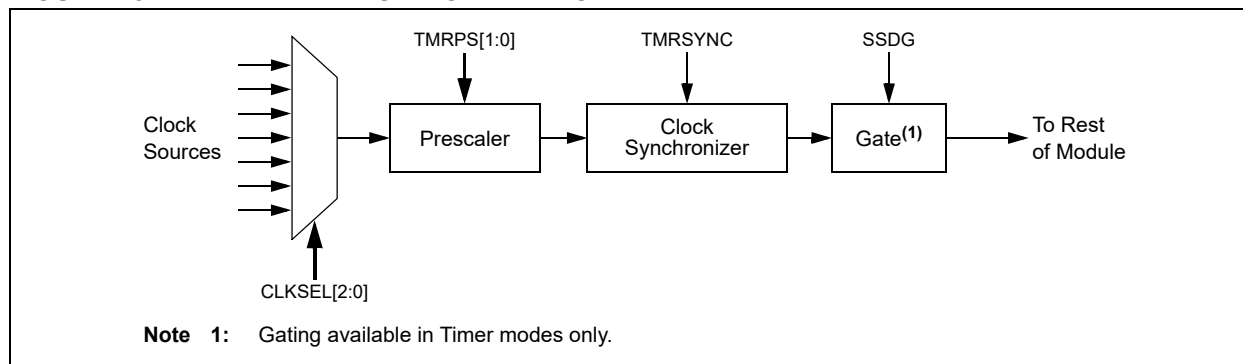 TMRPS[1:0]
TMRSYNC
SSDG
Clock
Sources
Prescaler
Clock
Synchronizer
Gate(1)
To Rest
of Module
CLKSEL[2:0]
Note 1: Gating available in Timer modes only.